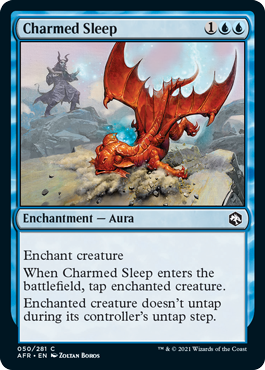 Charmed Sleep 1
Enchantment — Aura
Enchant creature
When Charmed Sleep enters the
battlefield, tap enchanted creature.
Enchanted creature doesn't untap
during its controller's untap step.
050/281 C
AFR • EN Zoltan Boros
™ & © 2021 Wizards of the Coast